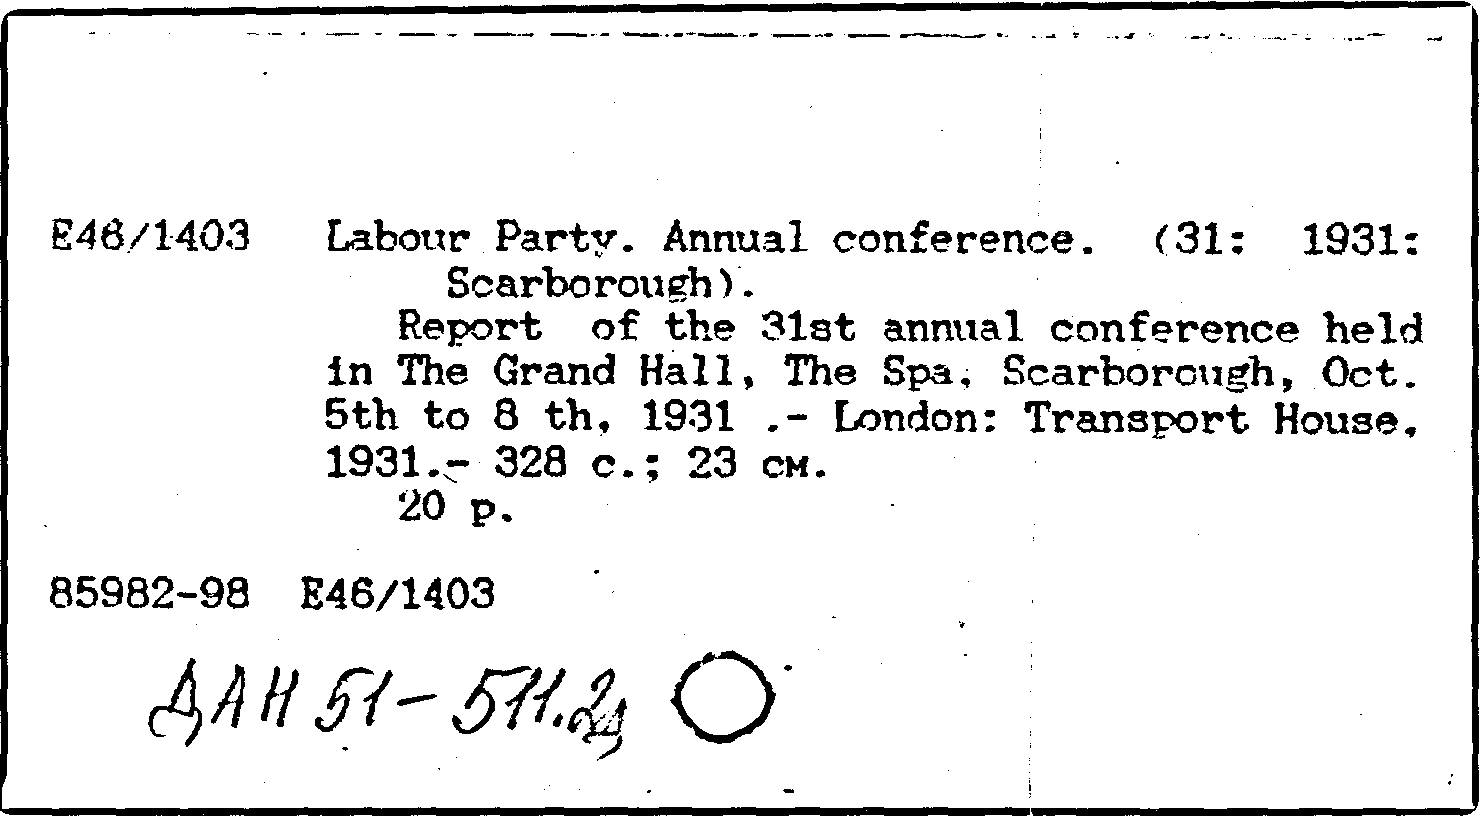 E46/1403 Labour Party. Annual conference. (31: 1931:
Scarborough).
Report of the 31st annual conference held
in The Grand Hall, The Spa, Scarborough, Oct.
5th to 8 th, 1931 .- London: Transport House,
1931.- 328 с.; 23 см.
20 р.
85982-98 E46/1403
ДАН 51-511.2